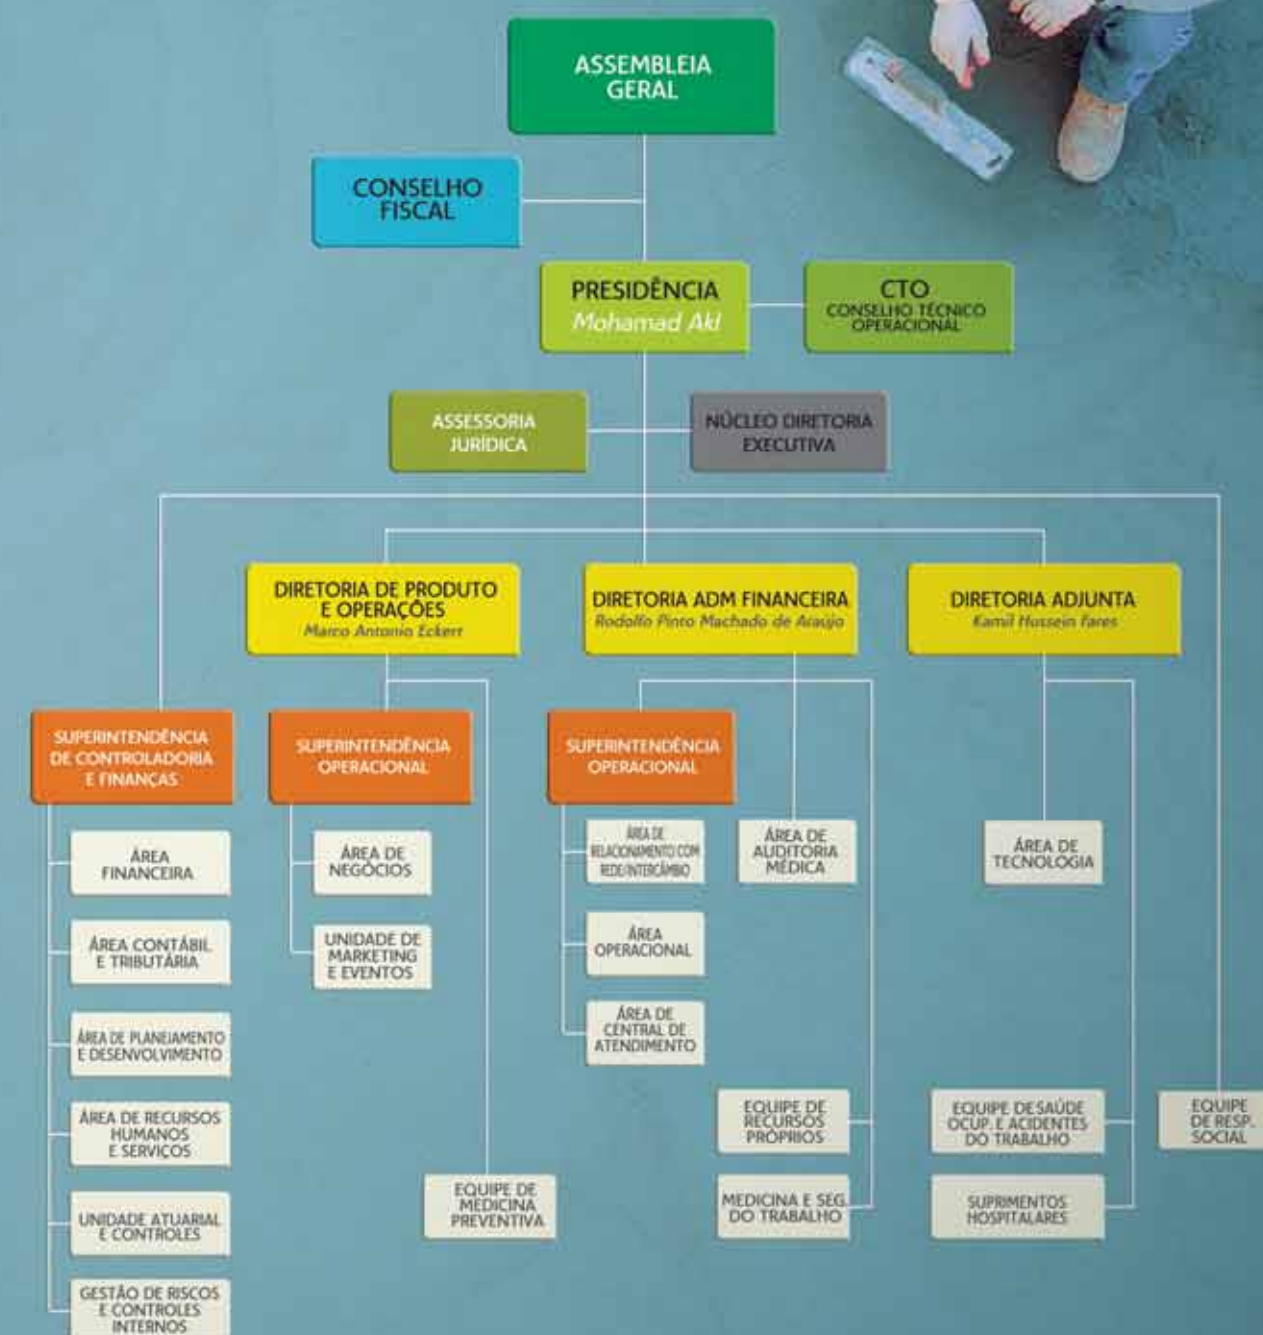 ASSEMBLEIA
GERAL
CONSELHO
FISCAL
PRESIDÊNCIA
Mohamad Akl
CTO
CONSELHO TÉCNICO
OPERACIONAL
ASSESSORIA
JURÍDICA
NÚCLEO DIRETORIA
EXECUTIVA
DIRETORIA DE PRODUTO
E OPERAÇÕES
Marco Antonio Eckert
DIRETORIA ADM FINANCEIRA
Rodolfo Pinto Machado de Araújo
DIRETORIA ADJUNTA
Kamil Hussein Fares
SUPERINTENDÊNCIA
DE CONTROLADORIA
E FINANÇAS
SUPERINTENDÊNCIA
OPERACIONAL
SUPERINTENDÊNCIA
OPERACIONAL
ÁREA
FINANCEIRA
ÁREA CONTÁBIL
E TRIBUTÁRIA
ÁREA DE PLANEJAMENTO
E DESENVOLVIMENTO
ÁREA DE RECURSOS
HUMANOS
E SERVIÇOS
UNIDADE ATUARIAL
E CONTROLES
GESTÃO DE RISCOS
E CONTROLES
INTERNOS
ÁREA DE
NEGÓCIOS
UNIDADE DE
MARKETING
E EVENTOS
EQUIPE DE
MEDICINA
PREVENTIVA
ÁREA DE
RELACIONAMENTO COM
REDE/INTERCÂMBIO
ÁREA
OPERACIONAL
ÁREA DE
CENTRAL DE
ATENDIMENTO
ÁREA DE
AUDITORIA
MÉDICA
EQUIPE DE
RECURSOS
PRÓPRIOS
MEDICINA E SEG.
DO TRABALHO
ÁREA DE
TECNOLOGIA
EQUIPE DE SAÚDE
OCUP. E ACIDENTES
DO TRABALHO
SUPRIMENTOS
HOSPITALARES
EQUIPE
DE RESP.
SOCIAL